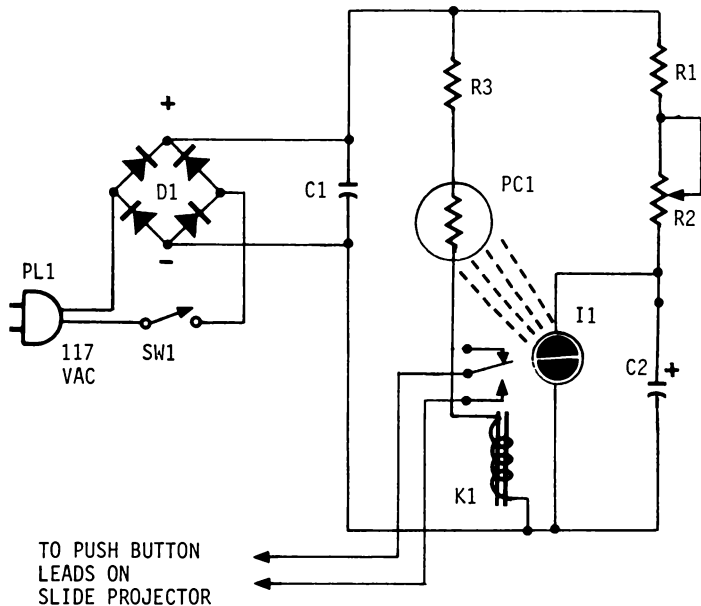 R1
R3
+
PC1
D1
C1
R2
−
PL1
I1
117
VAC
SW1
C2 +
K1
TO PUSH BUTTON
LEADS ON
SLIDE PROJECTOR